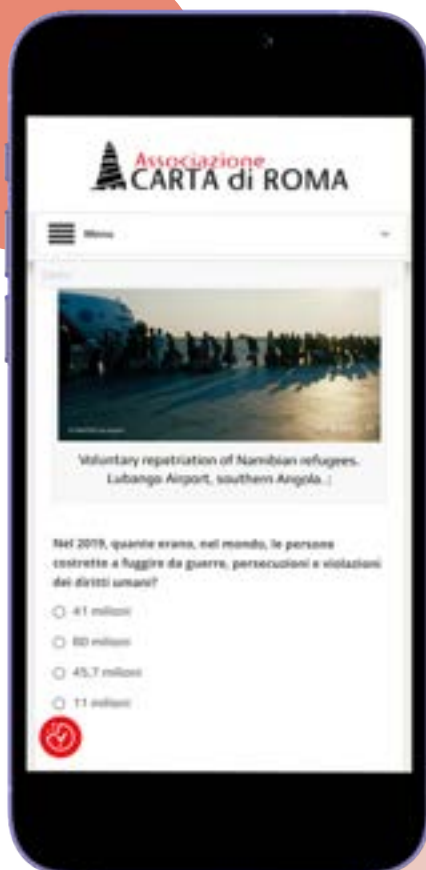 Associazione
CARTA di ROMA
Menu
Voluntary repatriation of Namibian refugees.
Lubango Airport, southern Angola. :
Nel 2019, quante erano, nel mondo, le persone
costrette a fuggire da guerre, persecuzioni e violazioni
dei diritti umani?
41 milioni
80 milioni
45,7 milioni
11 milioni